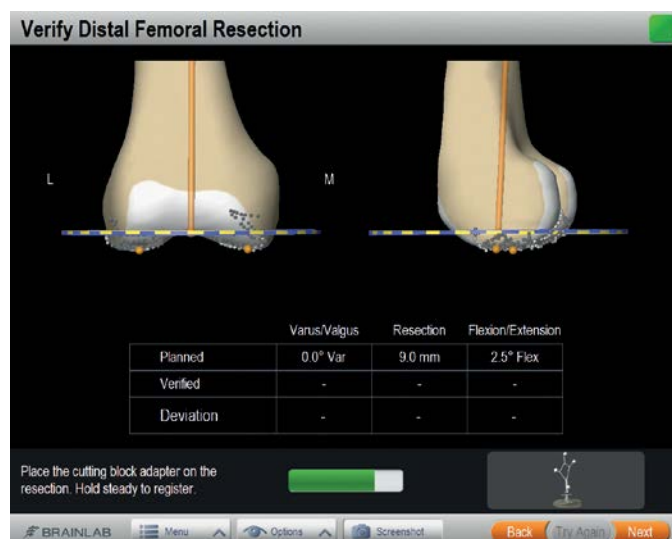 Verify Distal Femoral Resection
L M
Varus/Valgus Resection Flexion/Extension
Planned 0.0° Var 9.0 mm 2.5° Flex
Verified - - -
Deviation - - -
Place the cutting block adapter on the
resection. Hold steady to register.
BRAINLAB Menu Options Screenshot Back Try Again Next